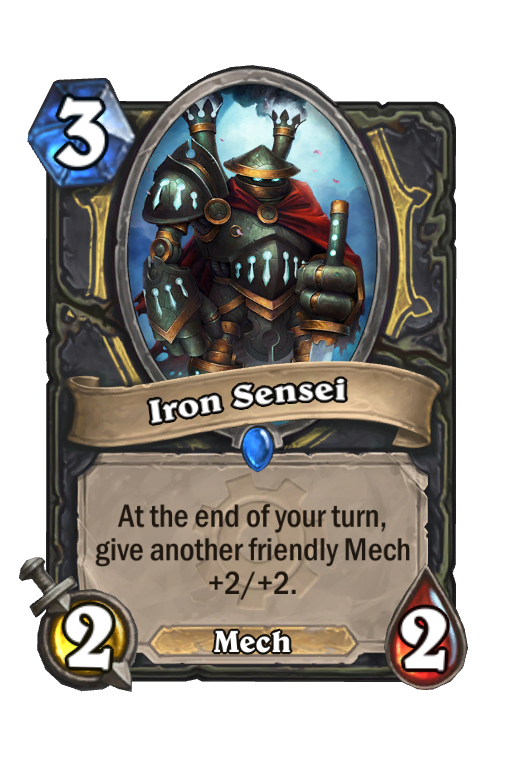 3
Iron Sensei
At the end of your turn,
give another friendly Mech
+2/+2.
2
Mech
2